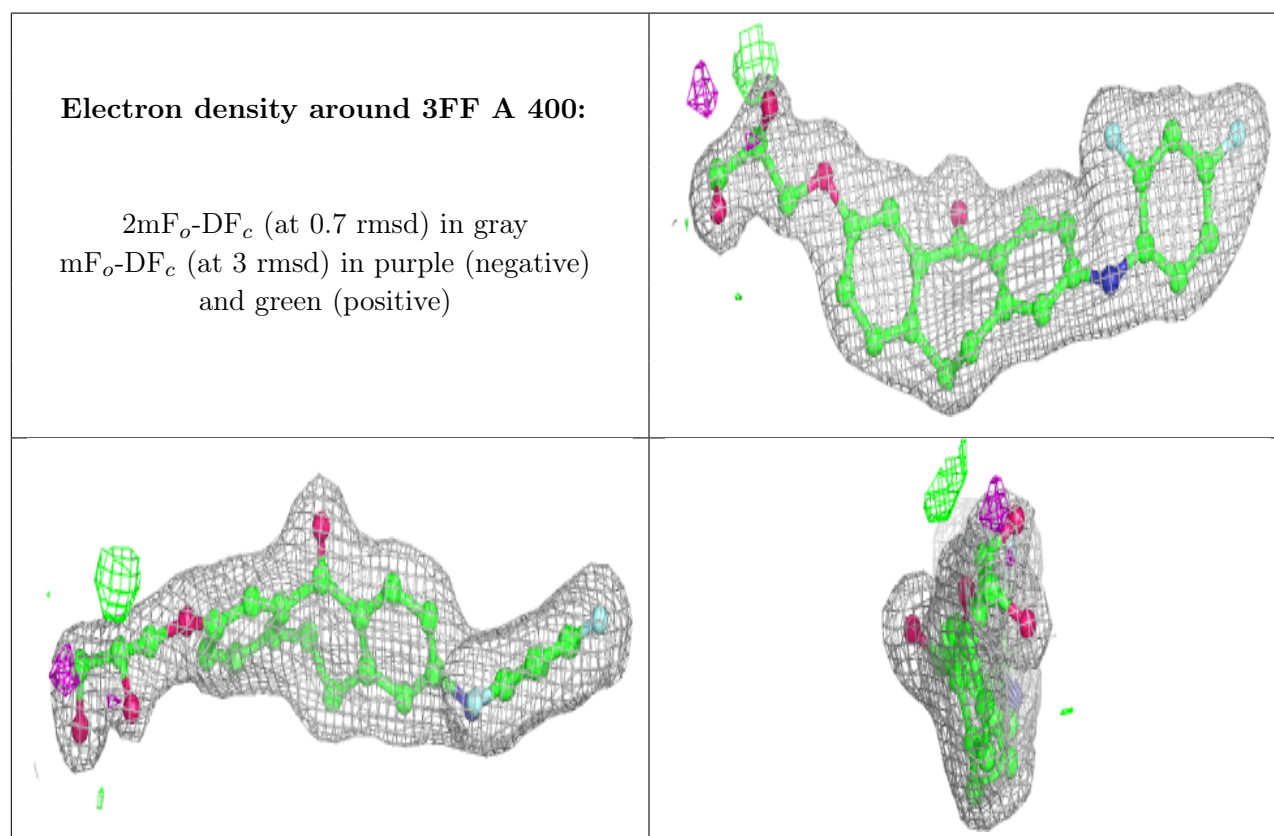 Electron density around 3FF A 400:
2mFo-DFc (at 0.7 rmsd) in gray
mFo-DFc (at 3 rmsd) in purple (negative)
and green (positive)